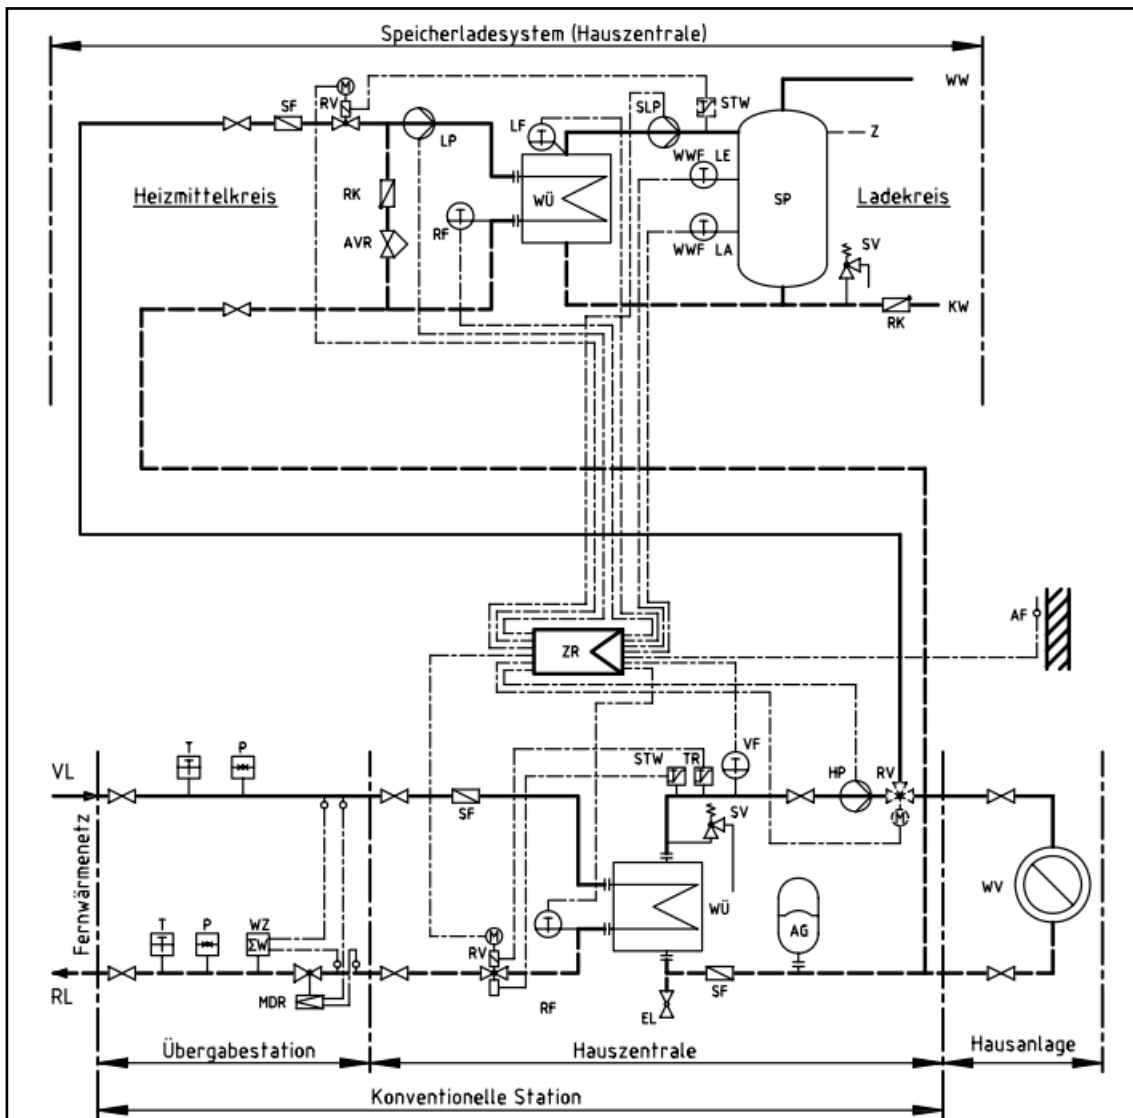 Speicherladesystem (Hauszentrale)
WW
M
SF
RV
STW
SLP
LF
T
LP
Z
WWF LE
T
Heizmittelkreis
RK
WÜ
SP
Ladekreis
T
RF
AVR
T
WWF LA
SV
RK
KW
AF
ZR
T
P
STW
TR
VF
T
HP
RV
VL
SF
SV
M
Fernwärmenetz
WV
WÜ
T
P
WZ
ΣW
M
T
AG
RV
RL
MDR
RF
EL
SF
Übergabestation
Hauszentrale
Hausanlage
Konventionelle Station